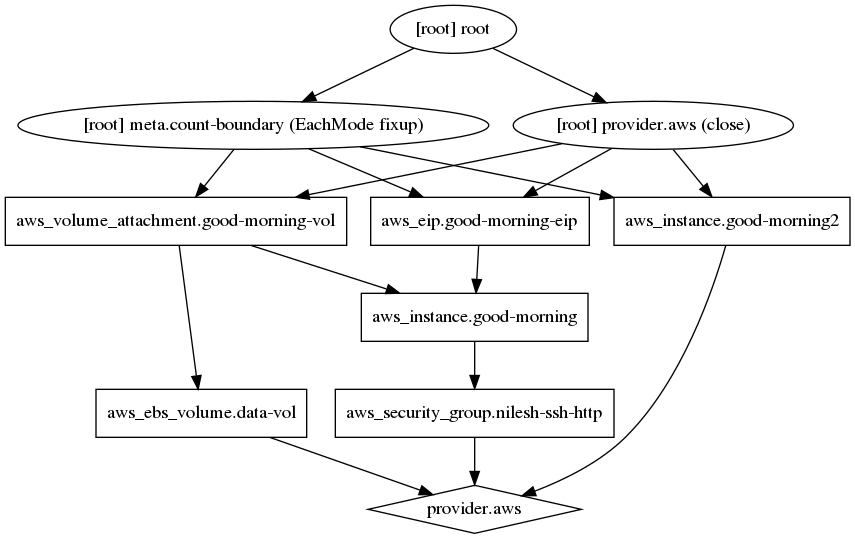 [root] root
[root] meta.count-boundary (EachMode fixup)
[root] provider.aws (close)
aws_volume_attachment.good-morning-vol
aws_eip.good-morning-eip
aws_instance.good-morning2
aws_instance.good-morning
aws_ebs_volume.data-vol
aws_security_group.nilesh-ssh-http
provider.aws